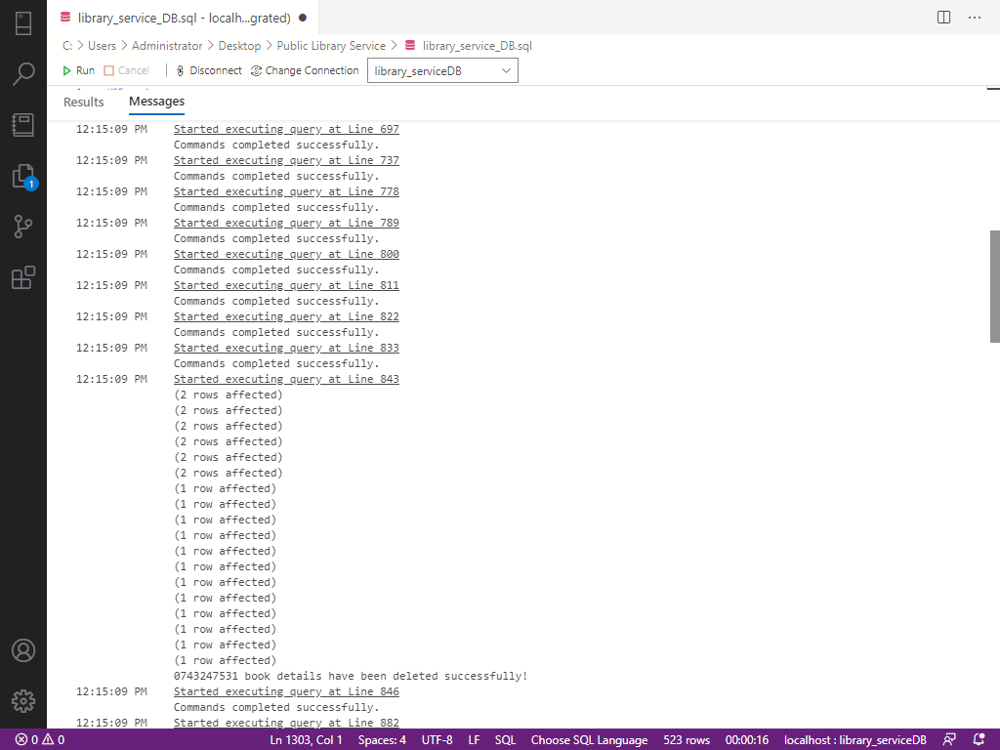 library_service_DB.sql - localh...grated)
C: > Users > Administrator > Desktop > Public Library Service > library_service_DB.sql
Run Cancel Disconnect Change Connection library_serviceDB
Results Messages
12:15:09 PM Started executing query at Line 697
Commands completed successfully.
12:15:09 PM Started executing query at Line 737
Commands completed successfully.
12:15:09 PM Started executing query at Line 778
Commands completed successfully.
12:15:09 PM Started executing query at Line 789
Commands completed successfully.
12:15:09 PM Started executing query at Line 800
Commands completed successfully.
12:15:09 PM Started executing query at Line 811
Commands completed successfully.
12:15:09 PM Started executing query at Line 822
Commands completed successfully.
12:15:09 PM Started executing query at Line 833
Commands completed successfully.
12:15:09 PM Started executing query at Line 843
(2 rows affected)
(2 rows affected)
(2 rows affected)
(2 rows affected)
(2 rows affected)
(2 rows affected)
(1 row affected)
(1 row affected)
(1 row affected)
(1 row affected)
(1 row affected)
(1 row affected)
(1 row affected)
(1 row affected)
(1 row affected)
(1 row affected)
(1 row affected)
(1 row affected)
0743247531 book details have been deleted successfully!
12:15:09 PM Started executing query at Line 846
Commands completed successfully.
12:15:09 PM Started executing query at Line 882
1
0 0 Ln 1303, Col 1 Spaces: 4 UTF-8 LF SQL Choose SQL Language 523 rows 00:00:16 localhost : library_serviceDB